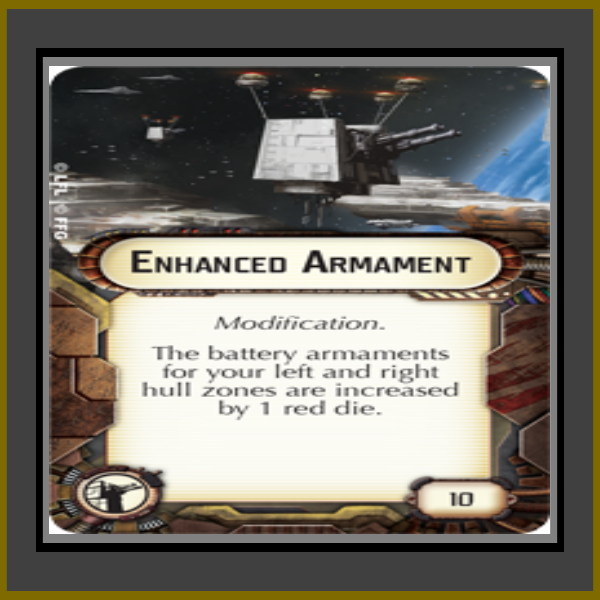 ©LFL ©FFG
ENHANCED ARMAMENT
Modification.
The battery armaments
for your left and right
hull zones are increased
by 1 red die.
10